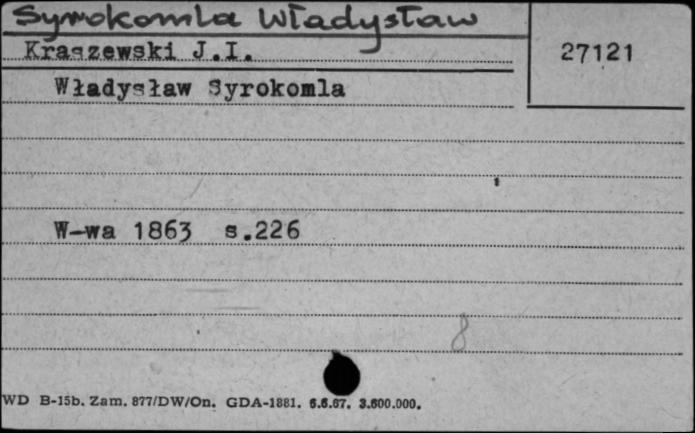 Syrokomla Władysław
Kraszewski J.I.
27121
Władysław Syrokomla
W-wa 1863 s.226
8
WD B-15b. Zam. 877/DW/On. GDA-1881. 6.6.67. 3.600.000.